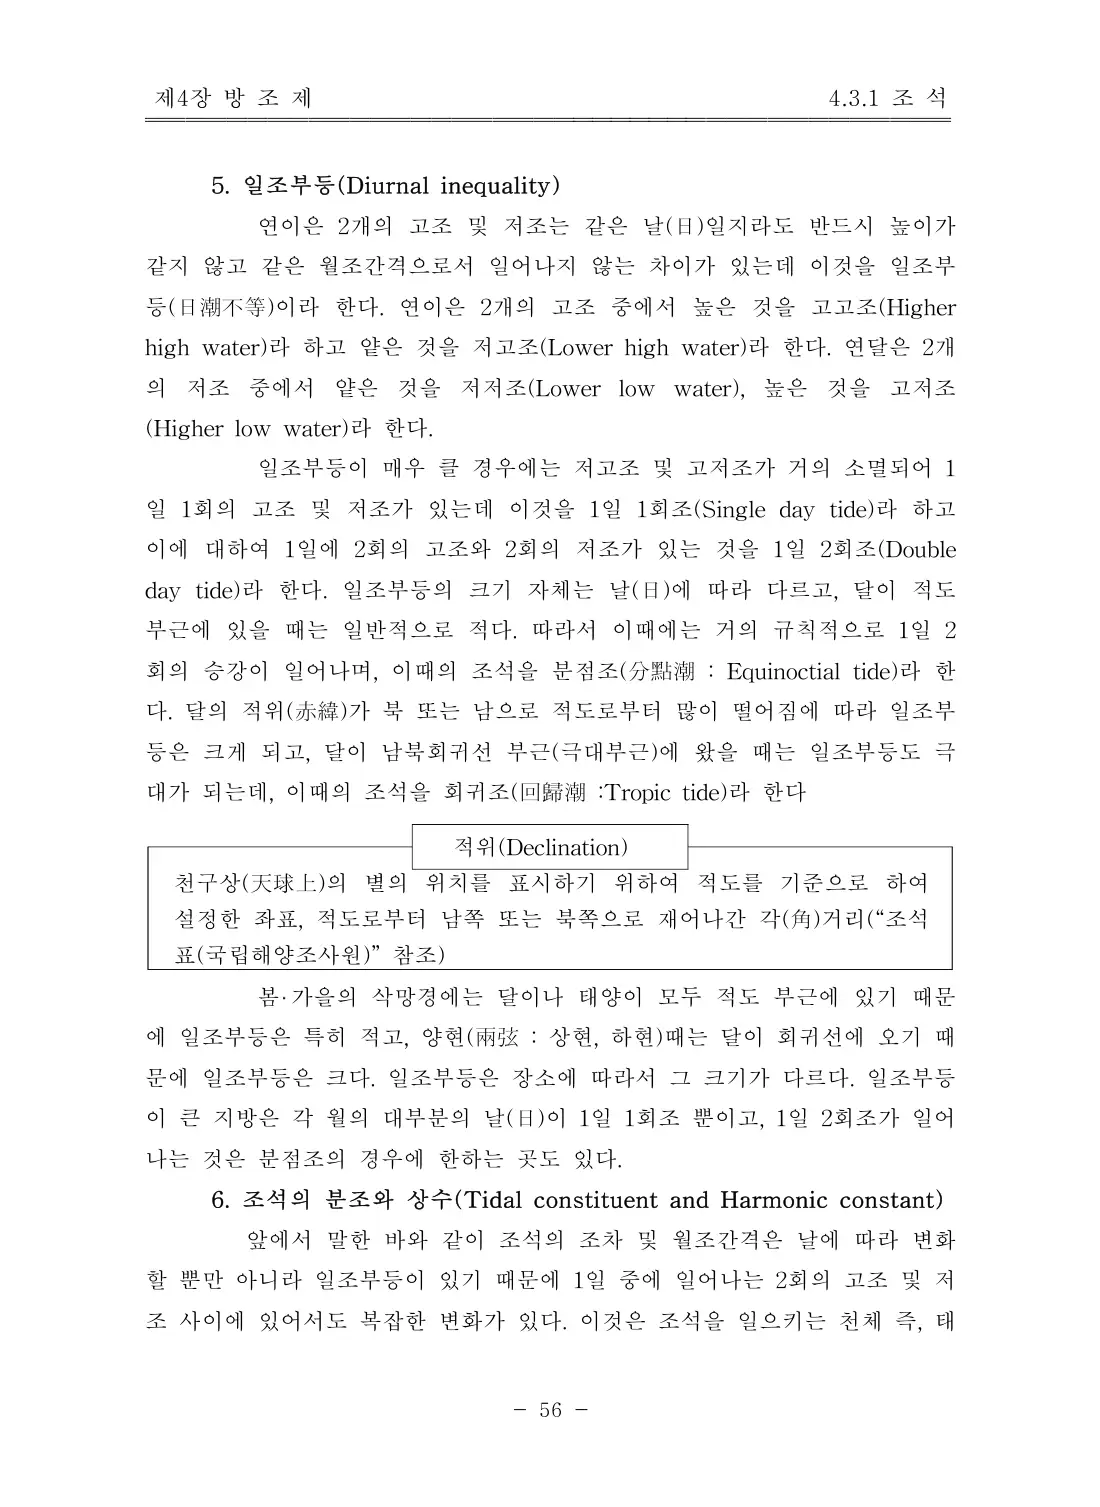 제4장 방 조 제 4.3.1 조 석
5. 일조부등(Diurnal inequality)
연이은 2개의 고조 및 저조는 같은 날(日)일지라도 반드시 높이가
같지 않고 같은 월조간격으로서 일어나지 않는 차이가 있는데 이것을 일조부
등(日潮不等)이라 한다. 연이은 2개의 고조 중에서 높은 것을 고고조(Higher
high water)라 하고 얕은 것을 저고조(Lower high water)라 한다. 연달은 2개
의 저조 중에서 얕은 것을 저저조(Lower low water), 높은 것을 고저조
(Higher low water)라 한다.
일조부등이 매우 클 경우에는 저고조 및 고저조가 거의 소멸되어 1
일 1회의 고조 및 저조가 있는데 이것을 1일 1회조(Single day tide)라 하고
이에 대하여 1일에 2회의 고조와 2회의 저조가 있는 것을 1일 2회조(Double
day tide)라 한다. 일조부등의 크기 자체는 날(日)에 따라 다르고, 달이 적도
부근에 있을 때는 일반적으로 적다. 따라서 이때에는 거의 규칙적으로 1일 2
회의 승강이 일어나며, 이때의 조석을 분점조(分點潮 : Equinoctial tide)라 한
다. 달의 적위(赤緯)가 북 또는 남으로 적도로부터 많이 떨어짐에 따라 일조부
등은 크게 되고, 달이 남북회귀선 부근(극대부근)에 왔을 때는 일조부등도 극
대가 되는데, 이때의 조석을 회귀조(回歸潮 :Tropic tide)라 한다
적위(Declination)
천구상(天球上)의 별의 위치를 표시하기 위하여 적도를 기준으로 하여
설정한 좌표, 적도로부터 남쪽 또는 북쪽으로 재어나간 각(角)거리(“조석
표(국립해양조사원)” 참조)
봄·가을의 삭망경에는 달이나 태양이 모두 적도 부근에 있기 때문
에 일조부등은 특히 적고, 양현(兩弦 : 상현, 하현)때는 달이 회귀선에 오기 때
문에 일조부등은 크다. 일조부등은 장소에 따라서 그 크기가 다르다. 일조부등
이 큰 지방은 각 월의 대부분의 날(日)이 1일 1회조 뿐이고, 1일 2회조가 일어
나는 것은 분점조의 경우에 한하는 곳도 있다.
6. 조석의 분조와 상수(Tidal constituent and Harmonic constant)
앞에서 말한 바와 같이 조석의 조차 및 월조간격은 날에 따라 변화
할 뿐만 아니라 일조부등이 있기 때문에 1일 중에 일어나는 2회의 고조 및 저
조 사이에 있어서도 복잡한 변화가 있다. 이것은 조석을 일으키는 천체 즉, 태
- 56 -